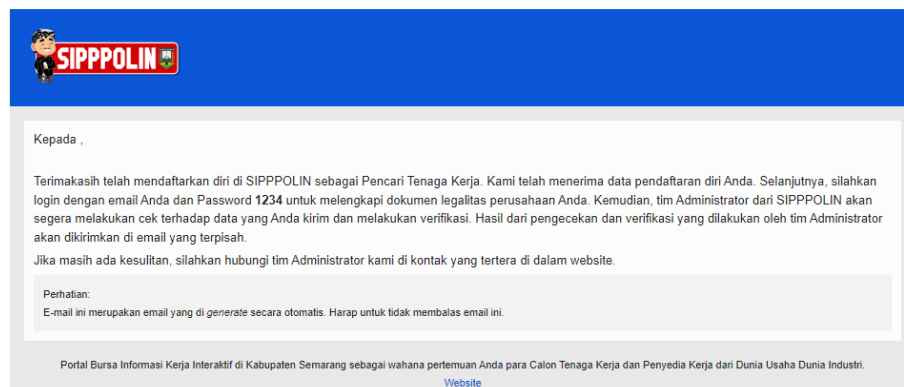 SIPPPOLIN
Kepada ,
Terimakasih telah mendaftarkan diri di SIPPPOLIN sebagai Pencari Tenaga Kerja. Kami telah menerima data pendaftaran diri Anda. Selanjutnya, silahkan
login dengan email Anda dan Password 1234 untuk melengkapi dokumen legalitas perusahaan Anda. Kemudian, tim Administrator dari SIPPPOLIN akan
segera melakukan cek terhadap data yang Anda kirim dan melakukan verifikasi. Hasil dari pengecekan dan verifikasi yang dilakukan oleh tim Administrator
akan dikirimkan di email yang terpisah.
Jika masih ada kesulitan, silahkan hubungi tim Administrator kami di kontak yang tertera di dalam website.
Perhatian:
E-mail ini merupakan email yang di generate secara otomatis. Harap untuk tidak membalas email ini.
Portal Bursa Informasi Kerja Interaktif di Kabupaten Semarang sebagai wahana pertemuan Anda para Calon Tenaga Kerja dan Penyedia Kerja dari Dunia Usaha Dunia Industri.
Website